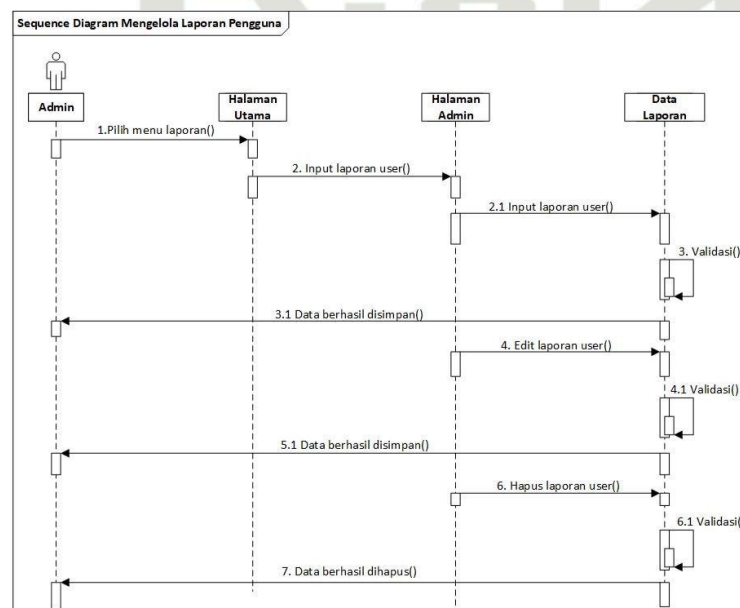 Sequence Diagram Mengelola Laporan Pengguna
Admin
Halaman
Utama
Halaman
Admin
Data
Laporan
1.Pilih menu laporan()
2. Input laporan user()
2.1 Input laporan user()
3. Validasi()
3.1 Data berhasil disimpan()
4. Edit laporan user()
4.1 Validasi()
5.1 Data berhasil disimpan()
6. Hapus laporan user()
6.1 Validasi()
7. Data berhasil dihapus()